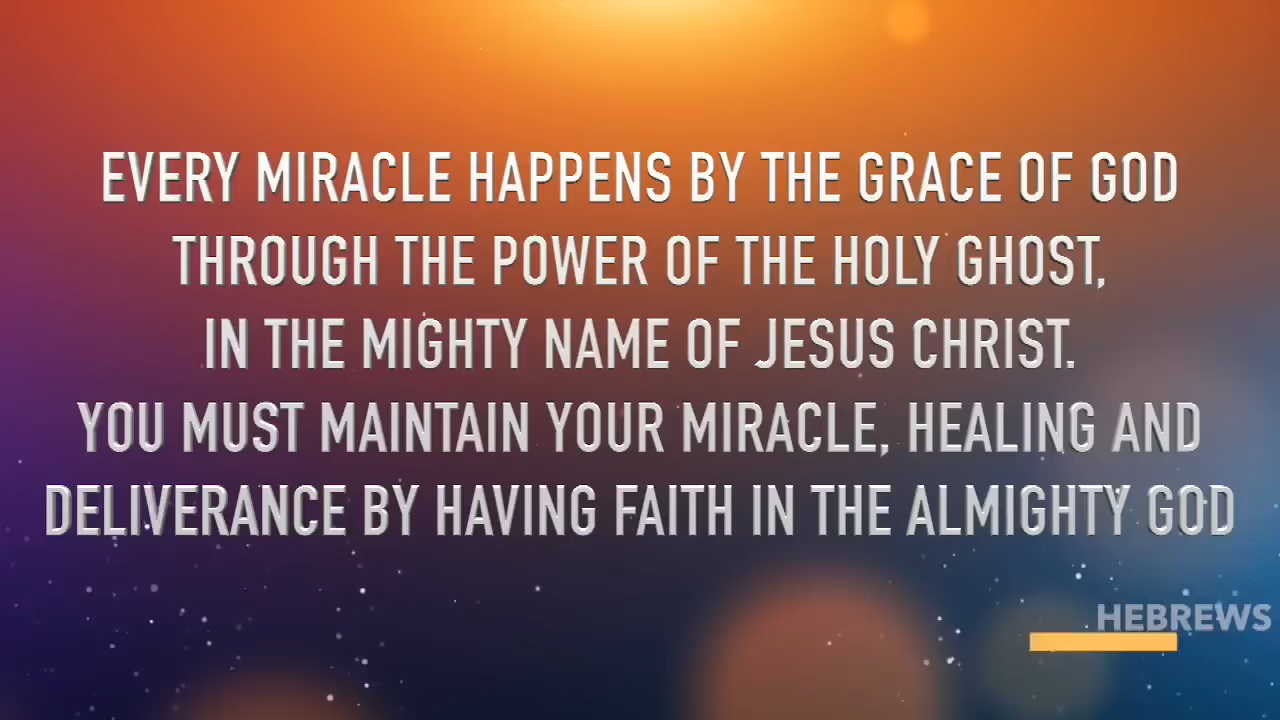 EVERY MIRACLE HAPPENS BY THE GRACE OF GOD
THROUGH THE POWER OF THE HOLY GHOST,
IN THE MIGHTY NAME OF JESUS CHRIST.
YOU MUST MAINTAIN YOUR MIRACLE, HEALING AND
DELIVERANCE BY HAVING FAITH IN THE ALMIGHTY GOD
HEBREWS